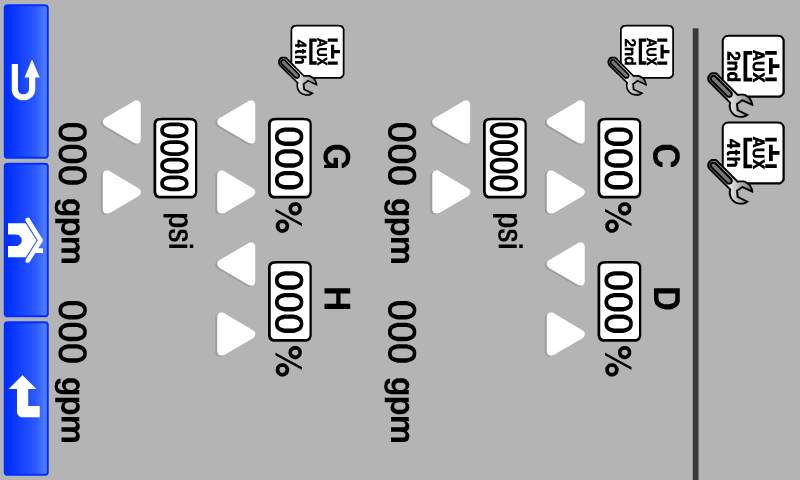 AUX AUX
2nd 4th
C D
AUX
2nd
000 % 000 %
0000 psi
000 gpm 000 gpm
G H
AUX
4th
000 % 000 %
0000 psi
000 gpm 000 gpm